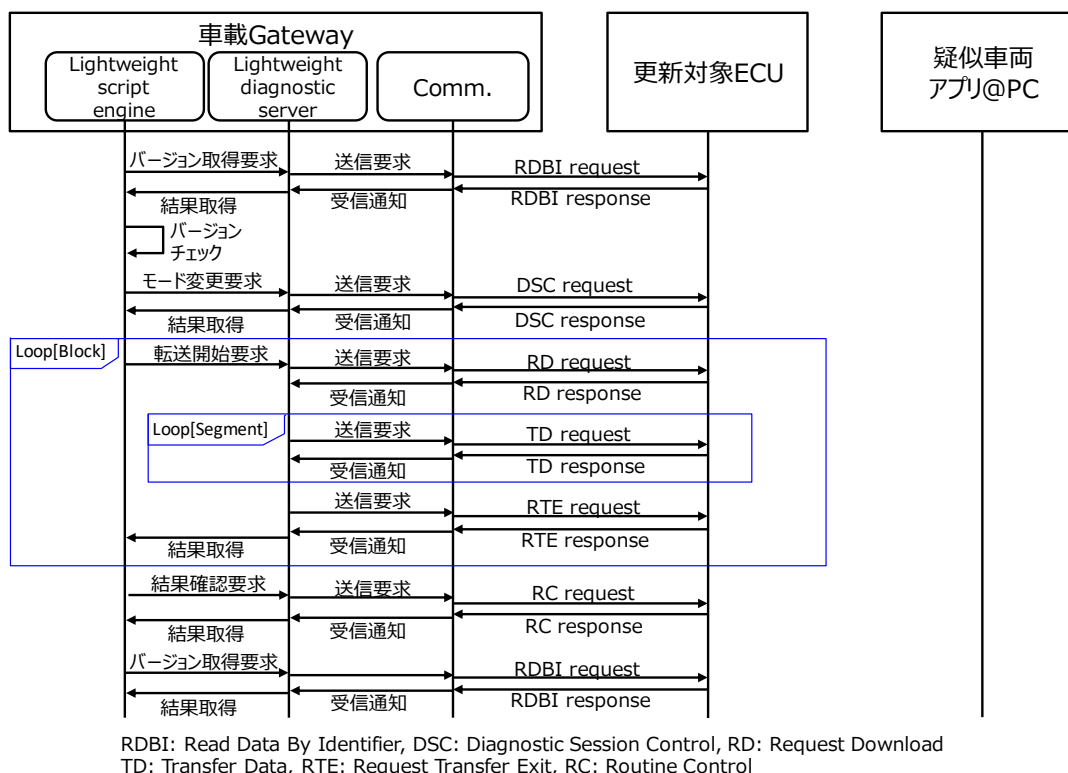 車載Gateway
Lightweight
script
engine
Lightweight
diagnostic
server
Comm.
更新対象ECU
疑似車両
アプリ@PC
バージョン取得要求
送信要求
RDBI request
結果取得
受信通知
RDBI response
バージョン
チェック
モード変更要求
送信要求
DSC request
結果取得
受信通知
DSC response
Loop[Block]
転送開始要求
送信要求
RD request
受信通知
RD response
Loop[Segment]
送信要求
TD request
受信通知
TD response
送信要求
RTE request
結果取得
受信通知
RTE response
結果確認要求
送信要求
RC request
結果取得
受信通知
RC response
バージョン取得要求
RDBI request
結果取得
受信通知
RDBI response
RDBI: Read Data By Identifier, DSC: Diagnostic Session Control, RD: Request Download
TD: Transfer Data, RTE: Request Transfer Exit, RC: Routine Control